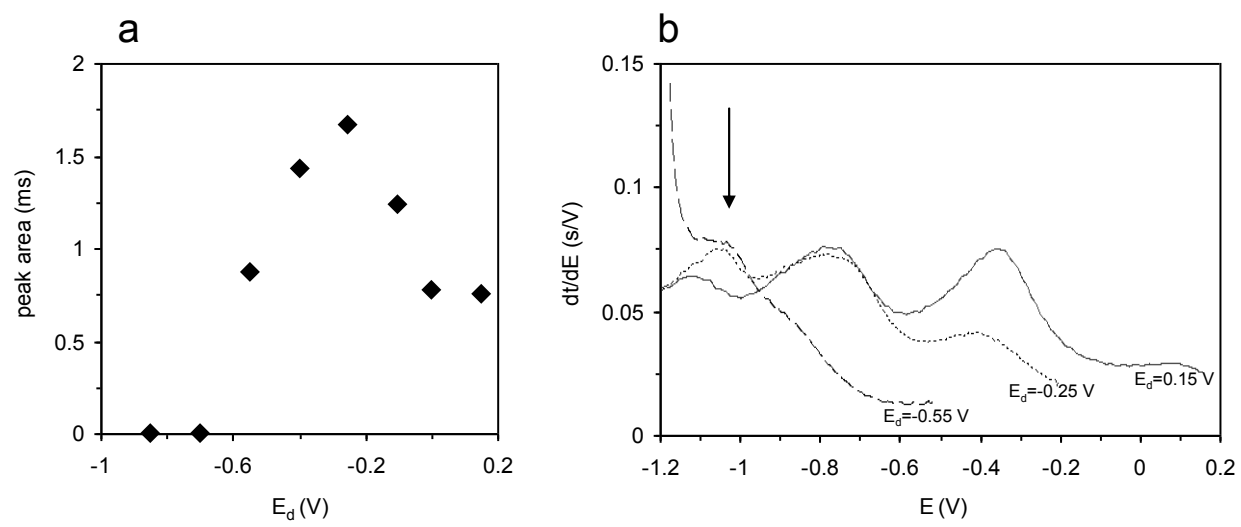 a
2
1.5
1
0.5
0
peak area (ms)
-1
-0.6
-0.2
0.2
E_d (V)
b
0.15
0.1
0.05
0
dt/dE (s/V)
E_d=0.15 V
E_d=-0.25 V
E_d=-0.55 V
-1.2
-1
-0.8
-0.6
-0.4
-0.2
0
0.2
E (V)